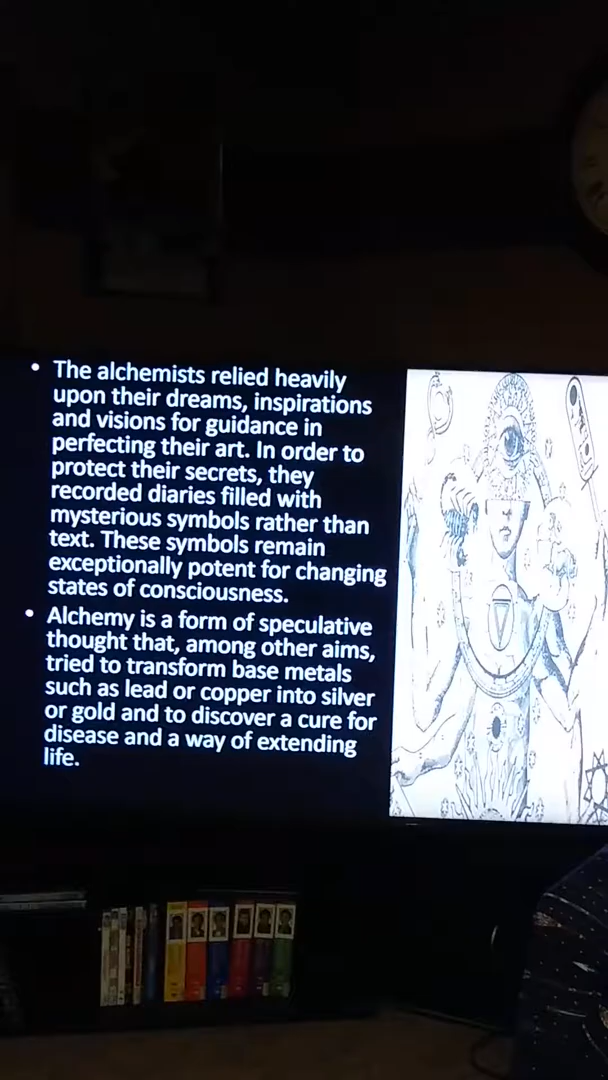 • The alchemists relied heavily
upon their dreams, inspirations
and visions for guidance in
perfecting their art. In order to
protect their secrets, they
recorded diaries filled with
mysterious symbols rather than
text. These symbols remain
exceptionally potent for changing
states of consciousness.
• Alchemy is a form of speculative
thought that, among other aims,
tried to transform base metals
such as lead or copper into silver
or gold and to discover a cure for
disease and a way of extending
life.